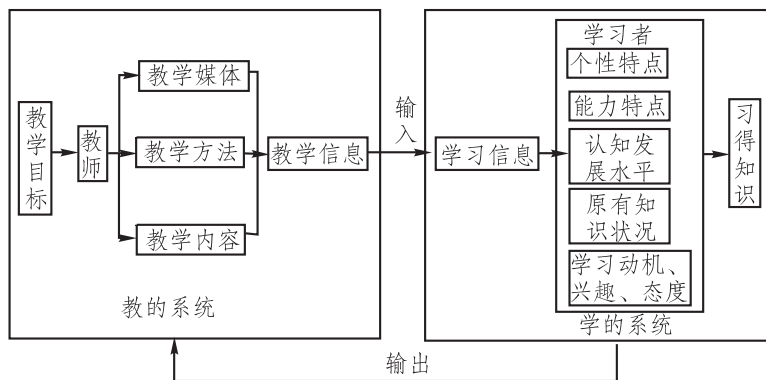 教学目标
教师
教学媒体
教学方法
教学内容
教学信息
教的系统
输入
学习信息
学习者
个性特点
能力特点
认知发
展水平
原有知
识状况
学习动机、
兴趣、态度
学的系统
习得知识
输出